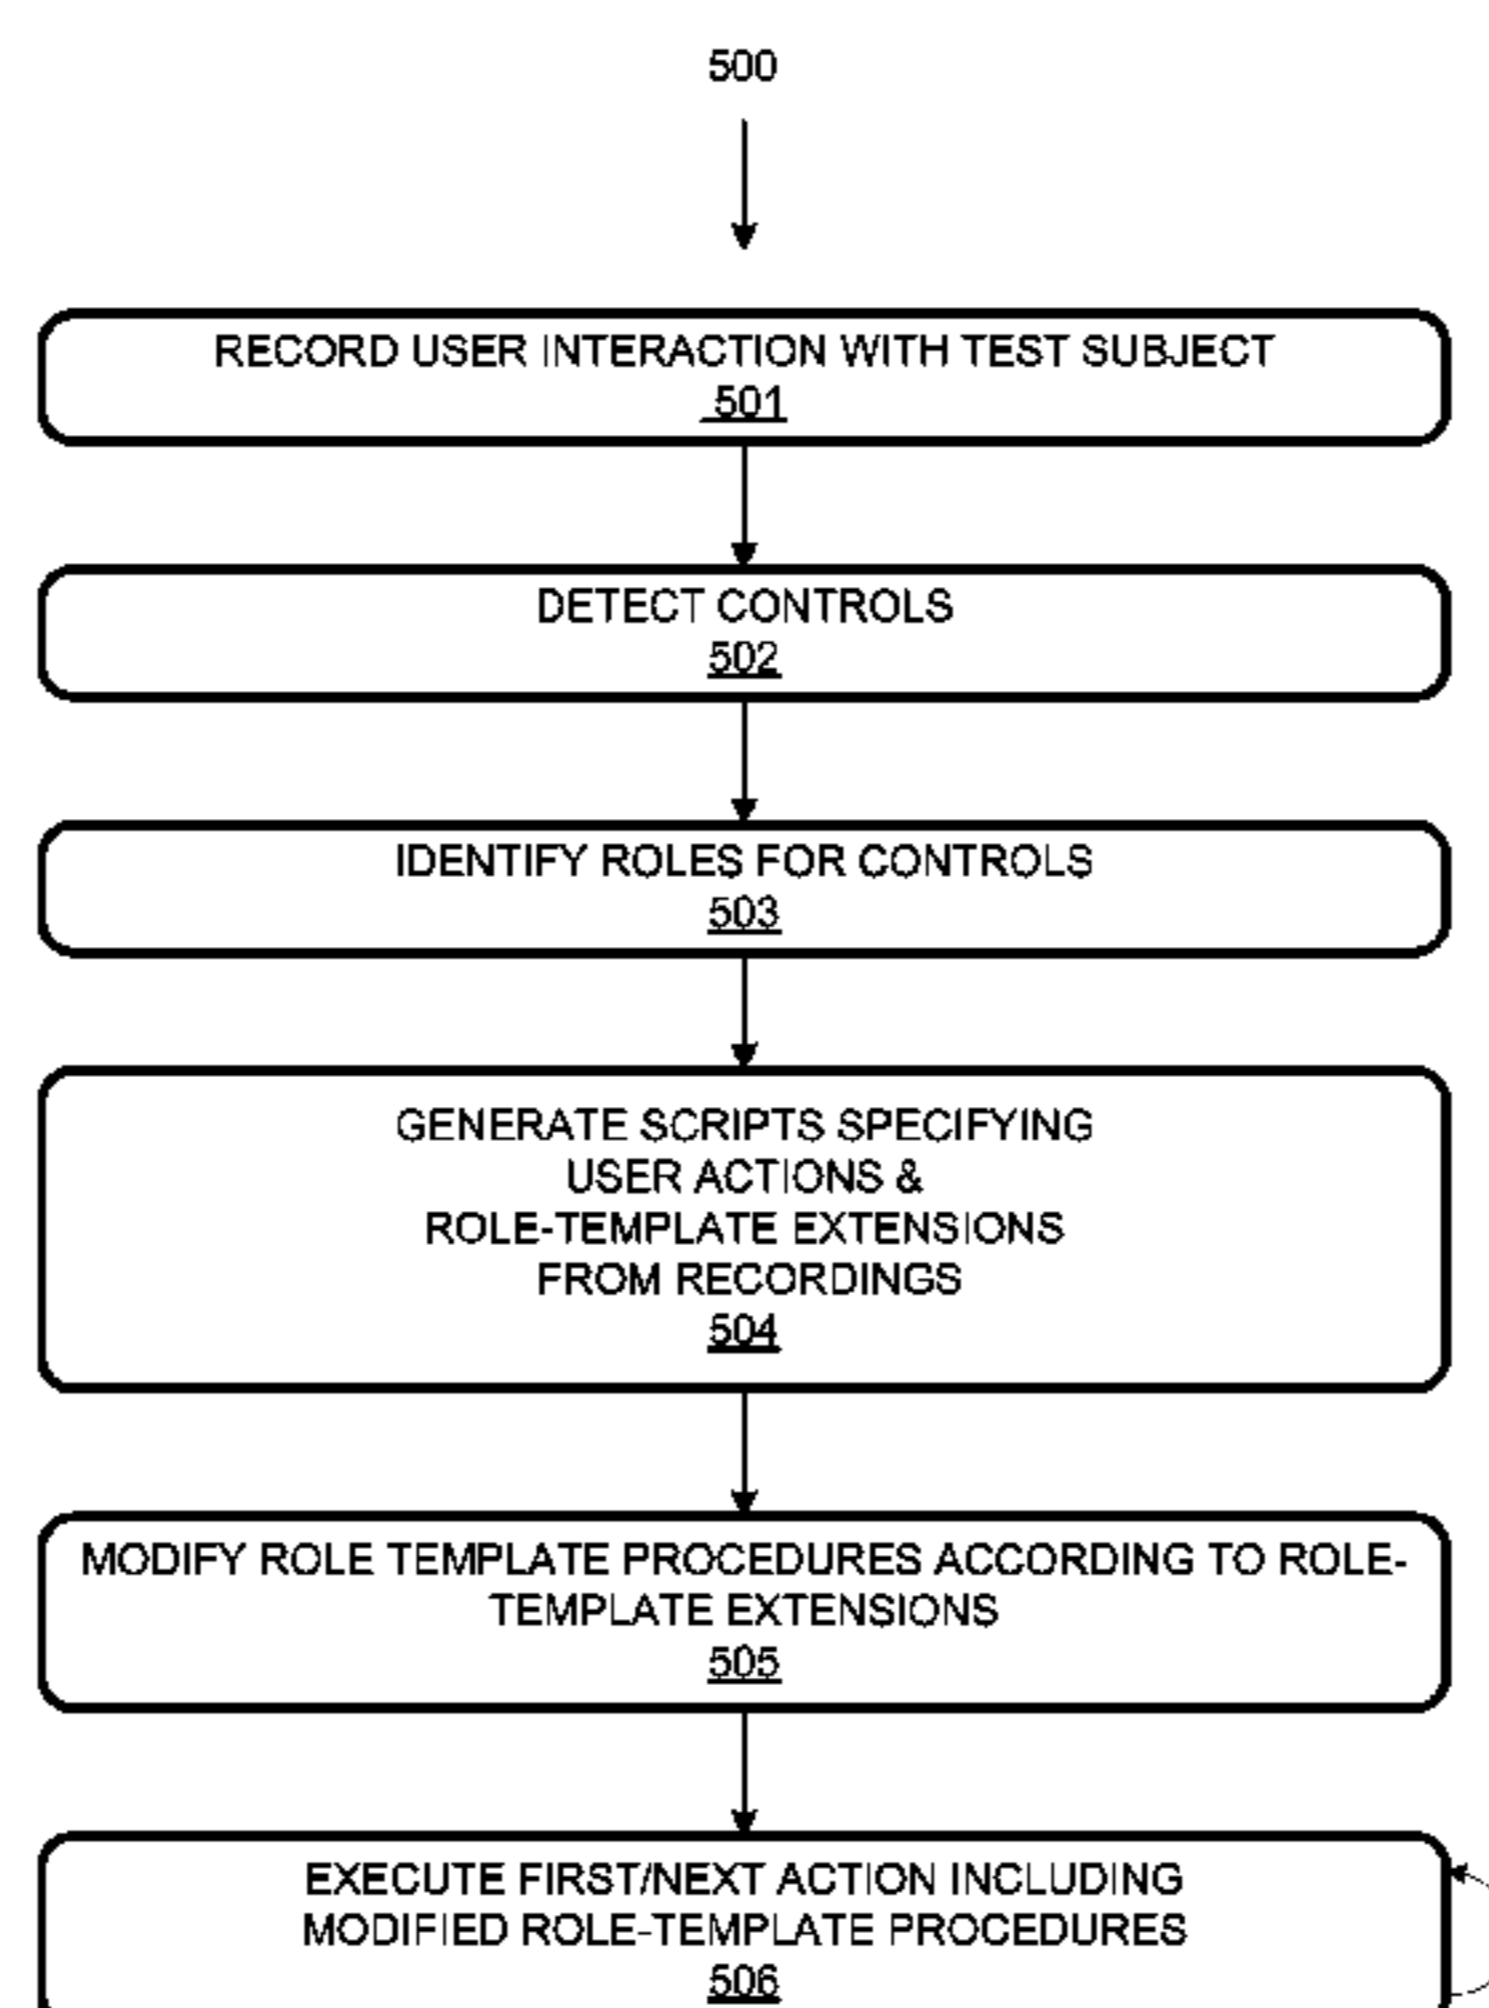 500
RECORD USER INTERACTION WITH TEST SUBJECT
501
DETECT CONTROLS
502
IDENTIFY ROLES FOR CONTROLS
503
GENERATE SCRIPTS SPECIFYING
USER ACTIONS &
ROLE-TEMPLATE EXTENSIONS
FROM RECORDINGS
504
MODIFY ROLE TEMPLATE PROCEDURES ACCORDING TO ROLE-
TEMPLATE EXTENSIONS
505
EXECUTE FIRST/NEXT ACTION INCLUDING
MODIFIED ROLE-TEMPLATE PROCEDURES
506